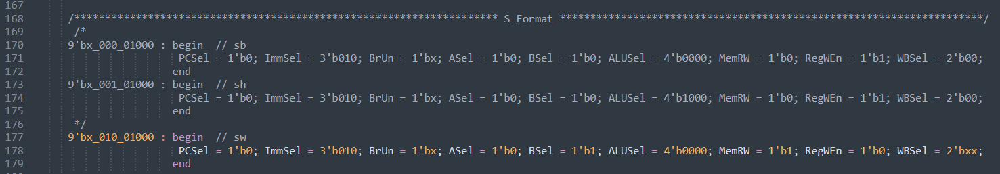 167
168 /********************************************************************** S_Format **********************************************************************/
169 /*
170 9'bx_000_01000 : begin // sb
171 PCSel = 1'b0; ImmSel = 3'b010; BrUn = 1'bx; ASel = 1'b0; BSel = 1'b0; ALUSel = 4'b0000; MemRW = 1'b0; RegWEn = 1'b1; WBSel = 2'b00;
172 end
173 9'bx_001_01000 : begin // sh
174 PCSel = 1'b0; ImmSel = 3'b010; BrUn = 1'bx; ASel = 1'b0; BSel = 1'b0; ALUSel = 4'b1000; MemRW = 1'b0; RegWEn = 1'b1; WBSel = 2'b00;
175 end
176 */
177 9'bx_010_01000 : begin // sw
178 PCSel = 1'b0; ImmSel = 3'b010; BrUn = 1'bx; ASel = 1'b0; BSel = 1'b1; ALUSel = 4'b0000; MemRW = 1'b1; RegWEn = 1'b0; WBSel = 2'bxx;
179 end